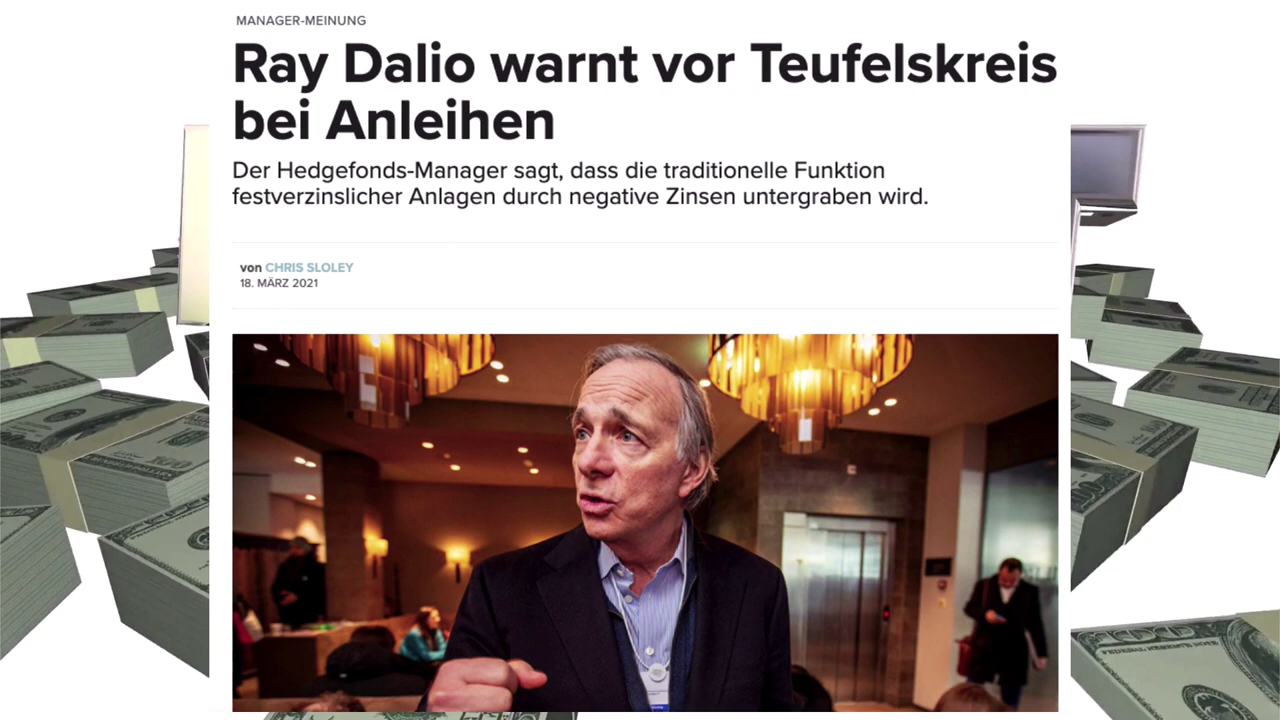 MANAGER-MEINUNG
Ray Dalio warnt vor Teufelskreis
bei Anleihen
Der Hedgefonds-Manager sagt, dass die traditionelle Funktion
festverzinslicher Anlagen durch negative Zinsen untergraben wird.
von CHRIS SLOLEY
18. MÄRZ 2021